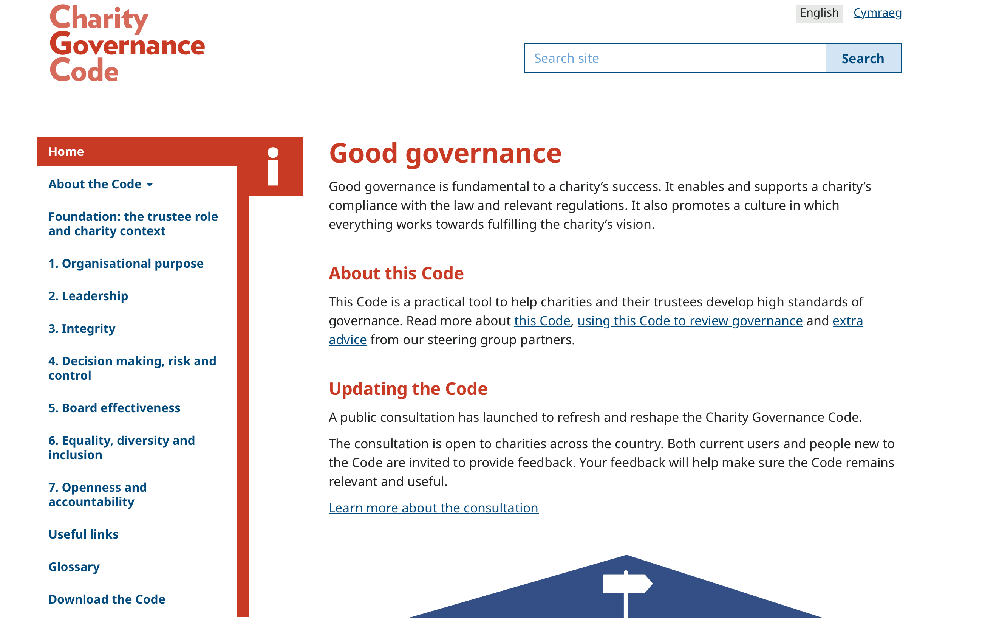 Charity
Governance
Code
English Cymraeg
Search site Search
Home
About the Code
Foundation: the trustee role
and charity context
1. Organisational purpose
2. Leadership
3. Integrity
4. Decision making, risk and
control
5. Board effectiveness
6. Equality, diversity and
inclusion
7. Openness and
accountability
Useful links
Glossary
Download the Code
i
Good governance
Good governance is fundamental to a charity’s success. It enables and supports a charity’s
compliance with the law and relevant regulations. It also promotes a culture in which
everything works towards fulfilling the charity’s vision.
About this Code
This Code is a practical tool to help charities and their trustees develop high standards of
governance. Read more about this Code, using this Code to review governance and extra
advice from our steering group partners.
Updating the Code
A public consultation has launched to refresh and reshape the Charity Governance Code.
The consultation is open to charities across the country. Both current users and people new to
the Code are invited to provide feedback. Your feedback will help make sure the Code remains
relevant and useful.
Learn more about the consultation